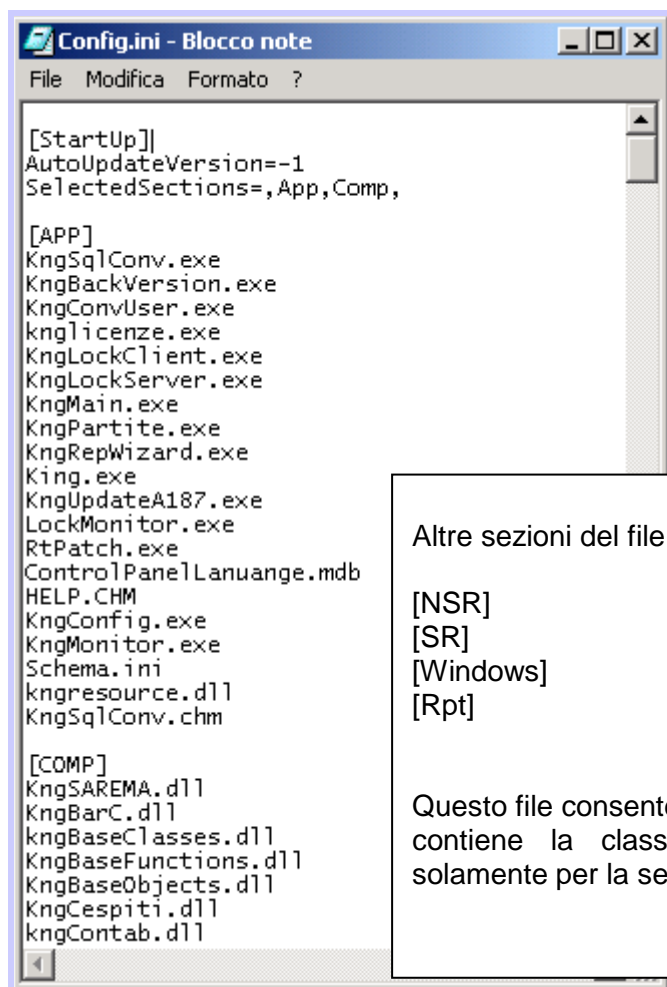 Config.ini - Blocco note
File Modifica Formato ?
[StartUp]
AutoUpdateVersion=-1
SelectedSections=,App,Comp,
[APP]
KngSqlConv.exe
KngBackVersion.exe
KngConvUser.exe
knglicenze.exe
KngLockClient.exe
KngLockServer.exe
KngMain.exe
KngPartite.exe
KngRepWizard.exe
King.exe
KngUpdateA187.exe
LockMonitor.exe
RtPatch.exe
ControlPanelLanuange.mdb
HELP.CHM
KngConfig.exe
KngMonitor.exe
Schema.ini
kngresource.dll
KngSqlConv.chm
[COMP]
KngSAREMA.dll
KngBarC.dll
kngBaseClasses.dll
KngBaseFunctions.dll
KngBaseObjects.dll
KngCespiti.dll
kngContab.dll
Altre sezioni del file
[NSR]
[SR]
[Windows]
[Rpt]
Questo file consent
contiene la class
solamente per la se